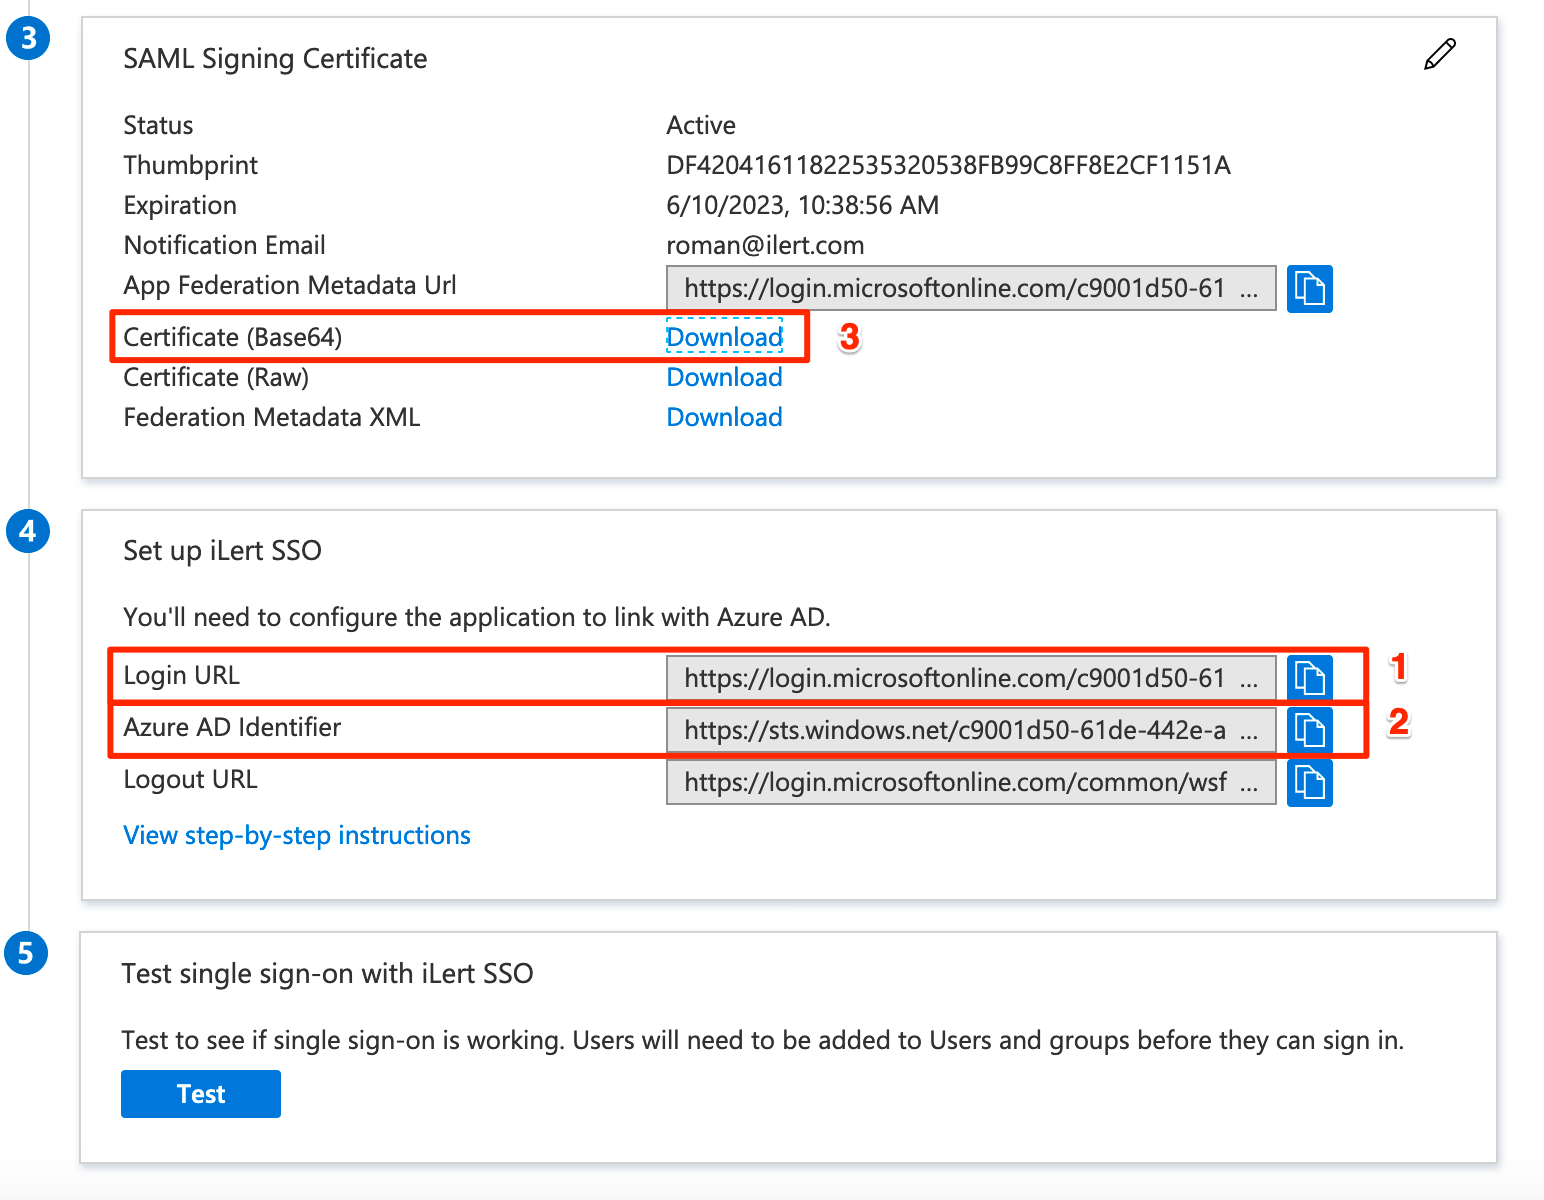 3
SAML Signing Certificate
Status Active
Thumbprint DF42041611822535320538FB99C8FF8E2CF1151A
Expiration 6/10/2023, 10:38:56 AM
Notification Email roman@ilert.com
App Federation Metadata Url https://login.microsoftonline.com/c9001d50-61 ...
Certificate (Base64) Download 3
Certificate (Raw) Download
Federation Metadata XML Download
4
Set up iLert SSO
You'll need to configure the application to link with Azure AD.
Login URL https://login.microsoftonline.com/c9001d50-61 ... 1
Azure AD Identifier https://sts.windows.net/c9001d50-61de-442e-a ... 2
Logout URL https://login.microsoftonline.com/common/wsf ...
View step-by-step instructions
5
Test single sign-on with iLert SSO
Test to see if single sign-on is working. Users will need to be added to Users and groups before they can sign in.
Test